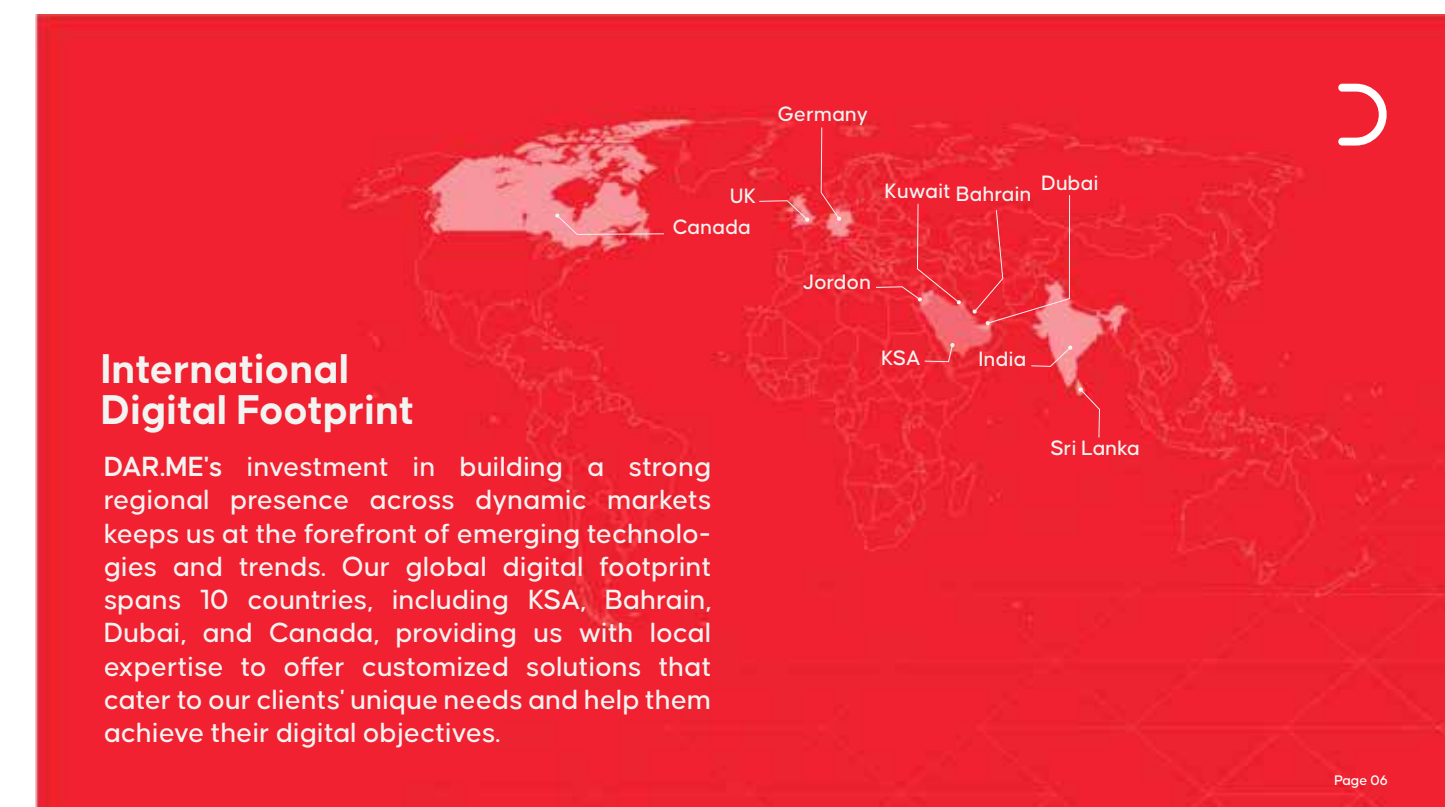 Germany
Dubai
Kuwait
Bahrain
UK
Canada
Jordon
KSA
India
Sri Lanka
International
Digital Footprint
DAR.ME's investment in building a strong
regional presence across dynamic markets
keeps us at the forefront of emerging technolo-
gies and trends. Our global digital footprint
spans 10 countries, including KSA, Bahrain,
Dubai, and Canada, providing us with local
expertise to offer customized solutions that
cater to our clients' unique needs and help them
achieve their digital objectives.
Page 06